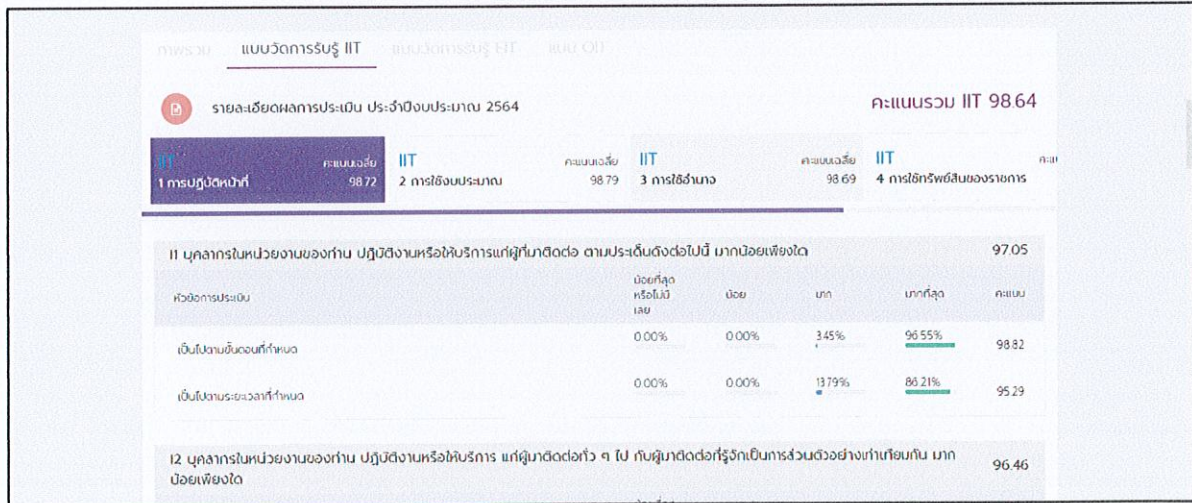 ภาพรวม แบบวัดการรับรู้ IIT แบบวัดการรับรู้ EIT แบบ OIT
รายละเอียดผลการประเมิน ประจำปีงบประมาณ 2564 คะแนนรวม IIT 98.64
IIT คะแนนเฉลี่ย IIT คะแนนเฉลี่ย IIT คะแนนเฉลี่ย IIT
1 การปฏิบัติหน้าที่ 98.72 2 การใช้งบประมาณ 98.79 3 การใช้อำนาจ 98.69 4 การใช้ทรัพย์สินของราชการ
I1 บุคลากรในหน่วยงานของท่าน ปฏิบัติงานหรือให้บริการแก่ผู้ที่มาติดต่อ ตามประเด็นดังต่อไปนี้ มากน้อยเพียงใด 97.05
หัวข้อการประเมิน น้อยที่สุดหรือไม่มีเลย น้อย มาก มากที่สุด คะแนน
เป็นไปตามขั้นตอนที่กำหนด 0.00% 0.00% 3.45% 96.55% 98.82
เป็นไปตามระยะเวลาที่กำหนด 0.00% 0.00% 13.79% 86.21% 95.29
I2 บุคลากรในหน่วยงานของท่าน ปฏิบัติงานหรือให้บริการ แก่ผู้มาติดต่อทั่ว ๆ ไป กับผู้มาติดต่อที่รู้จักเป็นการส่วนตัวอย่างเท่าเทียมกัน มาก 96.46
น้อยเพียงใด